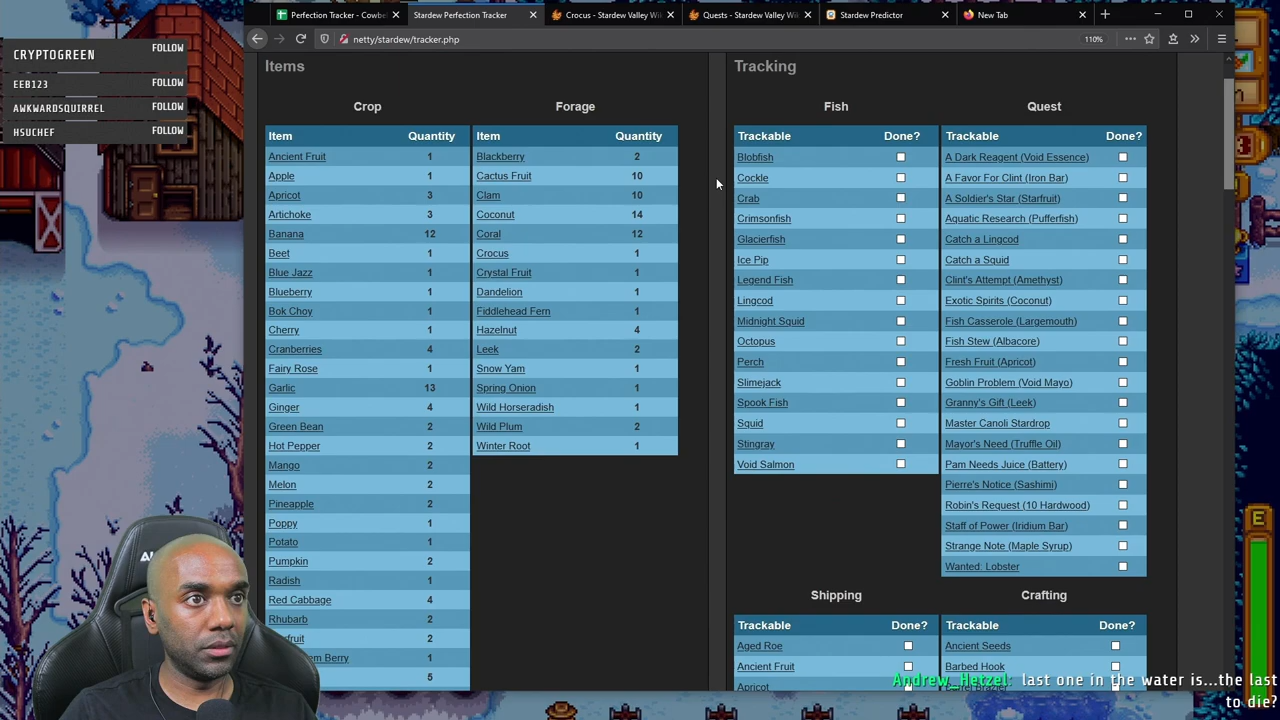 Perfection Tracker - Cowbel
Stardew Perfection Tracker
Crocus - Stardew Valley Wi
Quests - Stardew Valley Wi
Stardew Predictor
New Tab
netty/stardew/tracker.php
110%
CRYPTOGREEN FOLLOW
EEB123 FOLLOW
AWKWARDSQUIRREL FOLLOW
HSUCHEF FOLLOW
Items
Crop
Item Quantity
Ancient Fruit 1
Apple 1
Apricot 3
Artichoke 3
Banana 12
Beet 1
Blue Jazz 1
Blueberry 1
Bok Choy 1
Cherry 1
Cranberries 4
Fairy Rose 1
Garlic 13
Ginger 4
Green Bean 2
Hot Pepper 2
Mango 2
Melon 2
Pineapple 2
Poppy 1
Potato 1
Pumpkin 2
Radish 1
Red Cabbage 4
Rhubarb 2
fruit 2
em Berry 1
5
Forage
Item Quantity
Blackberry 2
Cactus Fruit 10
Clam 10
Coconut 14
Coral 12
Crocus 1
Crystal Fruit 1
Dandelion 1
Fiddlehead Fern 1
Hazelnut 4
Leek 2
Snow Yam 1
Spring Onion 1
Wild Horseradish 1
Wild Plum 2
Winter Root 1
Tracking
Fish
Trackable Done?
Blobfish
Cockle
Crab
Crimsonfish
Glacierfish
Ice Pip
Legend Fish
Lingcod
Midnight Squid
Octopus
Perch
Slimejack
Spook Fish
Squid
Stingray
Void Salmon
Quest
Trackable Done?
A Dark Reagent (Void Essence)
A Favor For Clint (Iron Bar)
A Soldier's Star (Starfruit)
Aquatic Research (Pufferfish)
Catch a Lingcod
Catch a Squid
Clint's Attempt (Amethyst)
Exotic Spirits (Coconut)
Fish Casserole (Largemouth)
Fish Stew (Albacore)
Fresh Fruit (Apricot)
Goblin Problem (Void Mayo)
Granny's Gift (Leek)
Master Canoli Stardrop
Mayor's Need (Truffle Oil)
Pam Needs Juice (Battery)
Pierre's Notice (Sashimi)
Robin's Request (10 Hardwood)
Staff of Power (Iridium Bar)
Strange Note (Maple Syrup)
Wanted: Lobster
Shipping
Trackable Done?
Aged Roe
Ancient Fruit
Apricot
Crafting
Trackable Done?
Ancient Seeds
Barbed Hook
Andrew_Hetzel: last one in the water is...the last
to die?
E